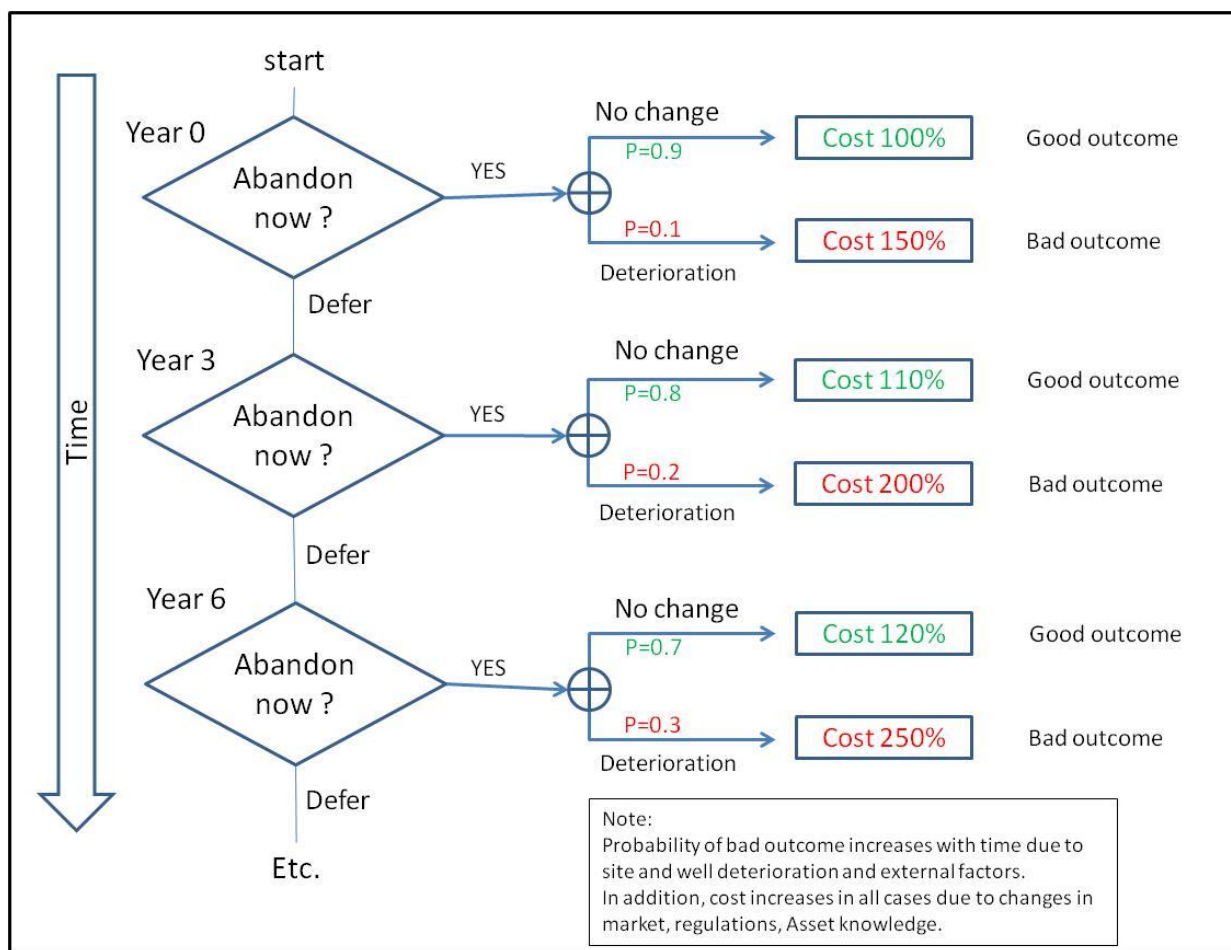 start
Year 0
Abandon
now ?
YES
No change
P=0.9
Cost 100%
Good outcome
P=0.1
Deterioration
Cost 150%
Bad outcome
Defer
Year 3
Abandon
now ?
YES
No change
P=0.8
Cost 110%
Good outcome
P=0.2
Deterioration
Cost 200%
Bad outcome
Defer
Year 6
Abandon
now ?
YES
No change
P=0.7
Cost 120%
Good outcome
P=0.3
Deterioration
Cost 250%
Bad outcome
Defer
Etc.
Time
Note:
Probability of bad outcome increases with time due to
site and well deterioration and external factors.
In addition, cost increases in all cases due to changes in
market, regulations, Asset knowledge.